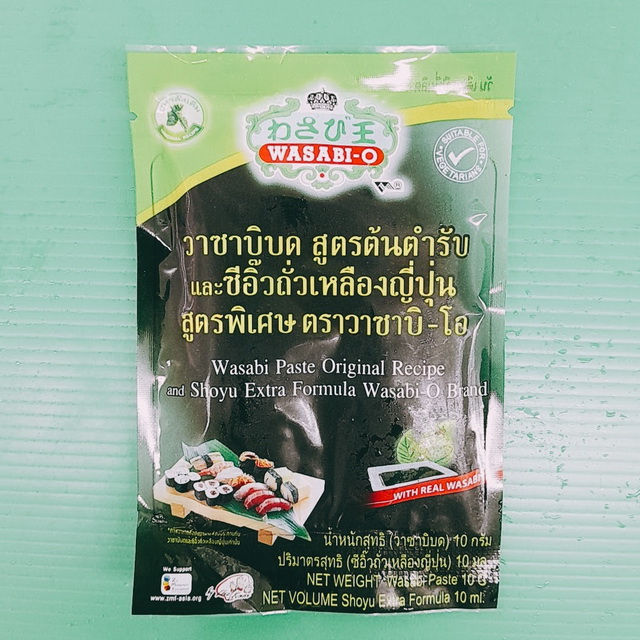 わさび王
WASABI-O
SUITABLE FOR VEGETARIANS
วาซาบิบด สูตรต้นตำรับ
และซีอิ๊วถั่วเหลืองญี่ปุ่น
สูตรพิเศษ ตราวาซาบิ-โอ
Wasabi Paste Original Recipe
and Shoyu Extra Formula Wasabi-O Brand
WITH REAL WASABI
น้ำหนักสุทธิ (วาซาบิบด) 10 กรัม
ปริมาตรสุทธิ (ซีอิ๊วถั่วเหลืองญี่ปุ่น) 10 มล.
NET WEIGHT Wasabi Paste 10 G
NET VOLUME Shoyu Extra Formula 10 ml.
We Support
www.zmi-asia.org